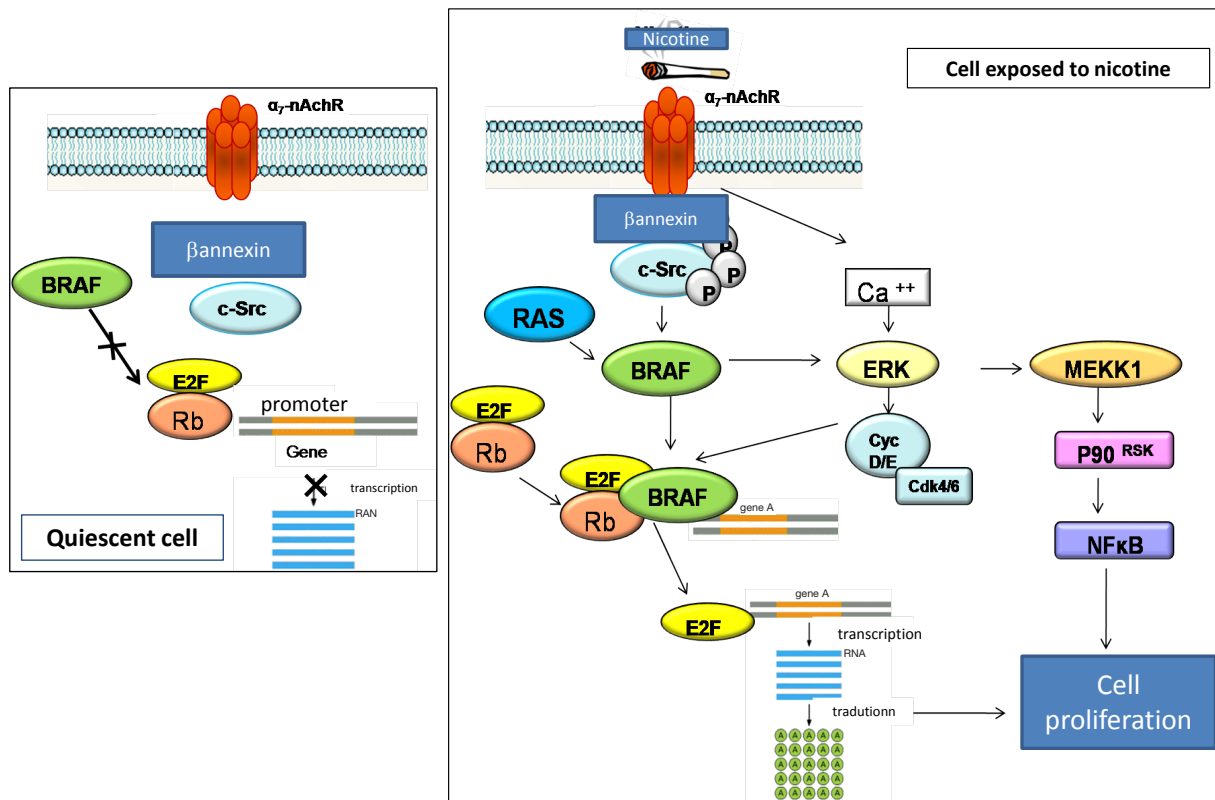 α7-nAchR
βannexin
BRAF
c-Src
E2F
Rb
promoter
Gene
transcription
RAN
Quiescent cell
Nicotine
Cell exposed to nicotine
α7-nAchR
βannexin
P
c-Src
P
P
Ca ++
RAS
BRAF
ERK
MEKK1
E2F
Rb
Cyc
D/E
Cdk4/6
P90 RSK
E2F
BRAF
Rb
gene A
NFκB
gene A
E2F
transcription
RNA
tradutionn
Cell
proliferation
A A A A A
A A A A A
A A A A A
A A A A A
A A A A A